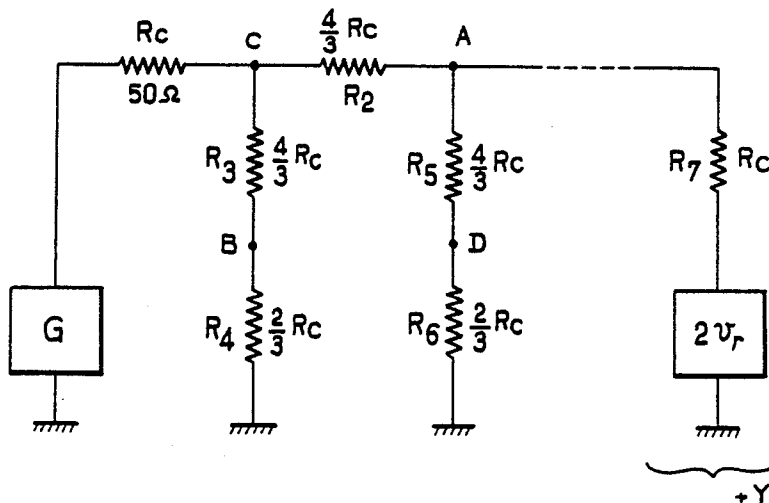 Rc C 4/3 Rc A
50Ω R2
R3 4/3 Rc R5 4/3 Rc R7 Rc
B D
G R4 2/3 Rc R6 2/3 Rc 2vr
+Y